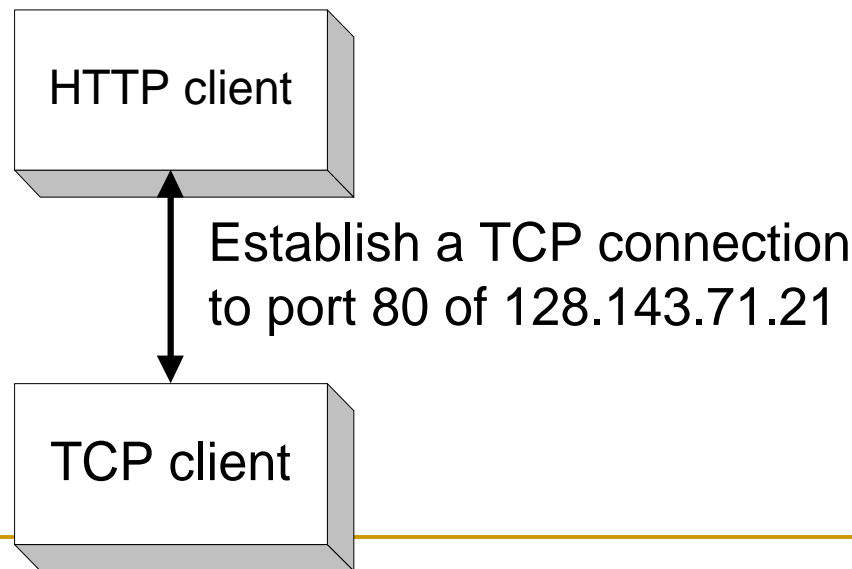 HTTP client
Establish a TCP connection
to port 80 of 128.143.71.21
TCP client